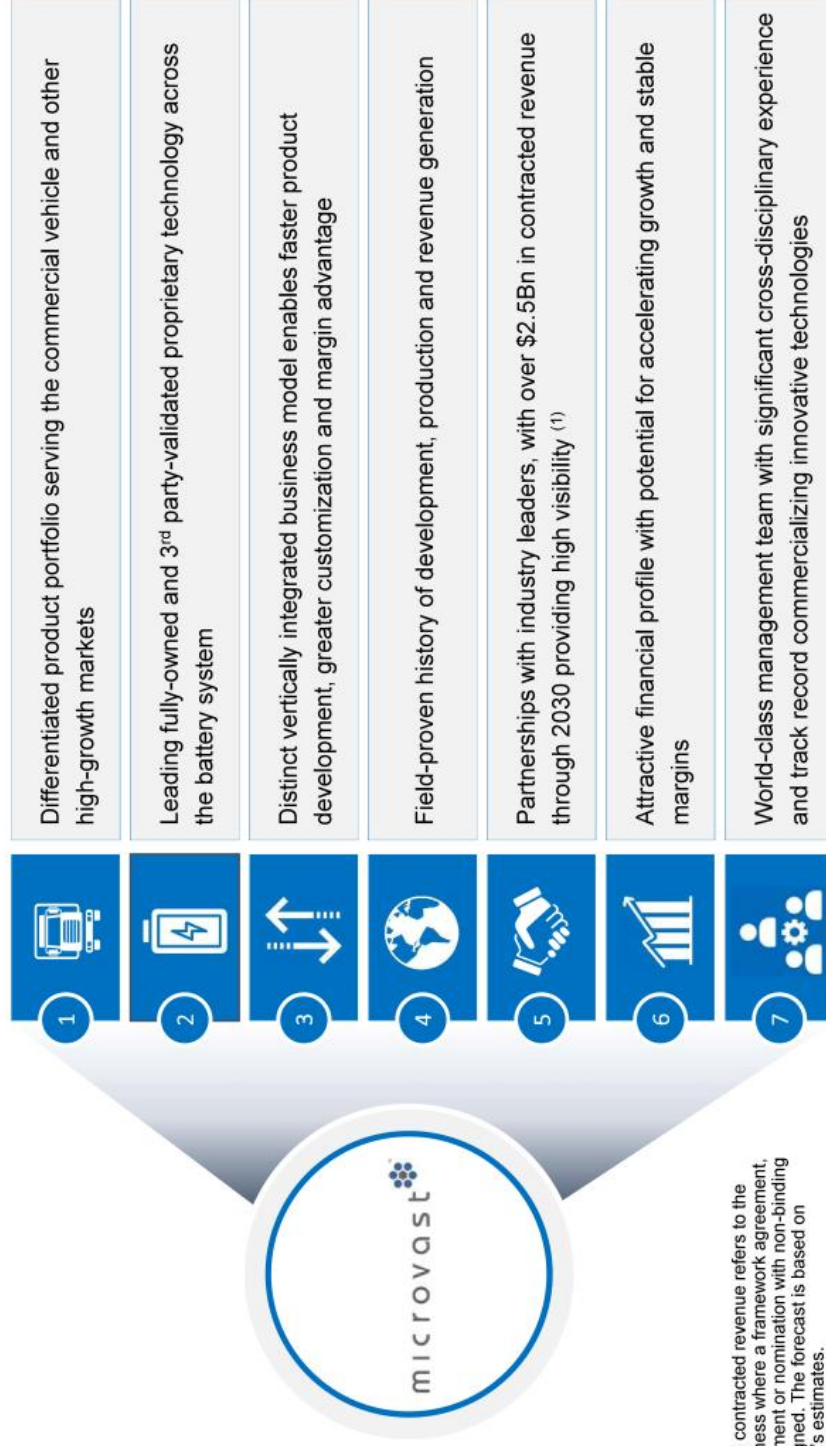 microvast
1
Differentiated product portfolio serving the commercial vehicle and other
high-growth markets
2
Leading fully-owned and 3rd party-validated proprietary technology across
the battery system
3
Distinct vertically integrated business model enables faster product
development, greater customization and margin advantage
4
Field-proven history of development, production and revenue generation
5
Partnerships with industry leaders, with over $2.5Bn in contracted revenue
through 2030 providing high visibility (1)
6
Attractive financial profile with potential for accelerating growth and stable
margins
7
World-class management team with significant cross-disciplinary experience
and track record commercializing innovative technologies
contracted revenue refers to the
where a framework agreement,
or nomination with non-binding
The forecast is based on
estimates.